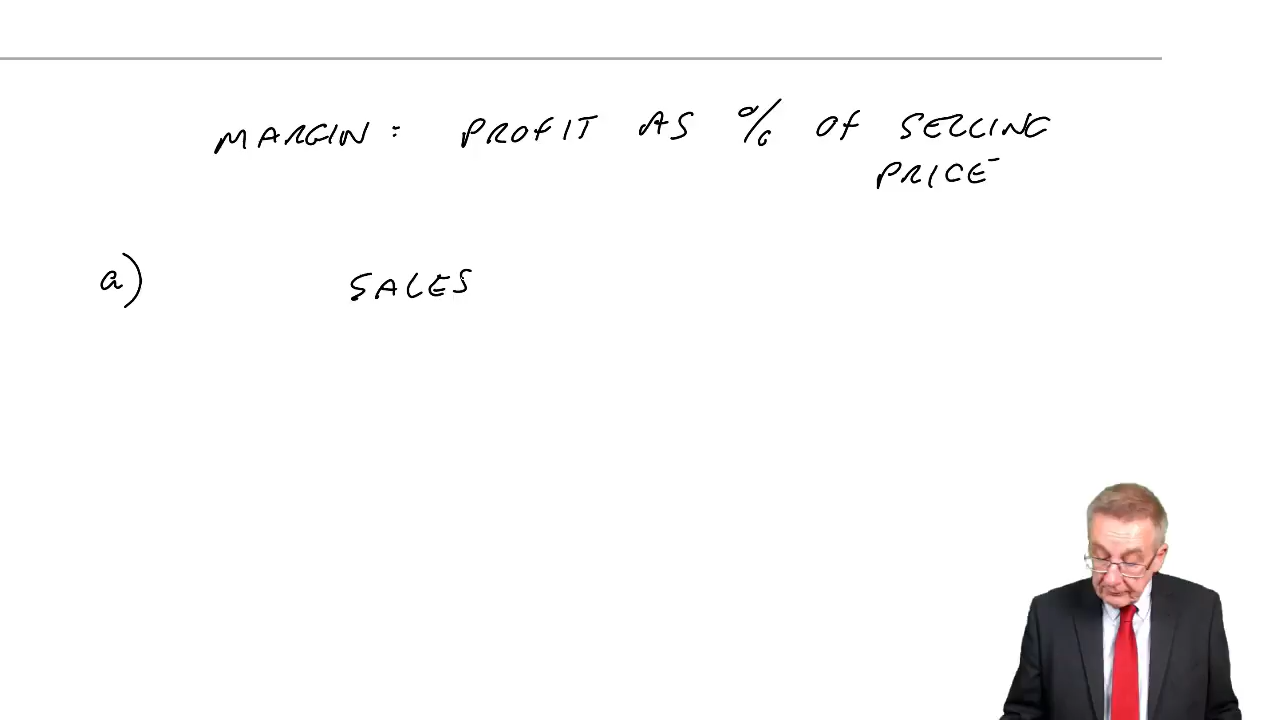 MARGIN: PROFIT AS % OF SELLING
PRICE
a) SALES